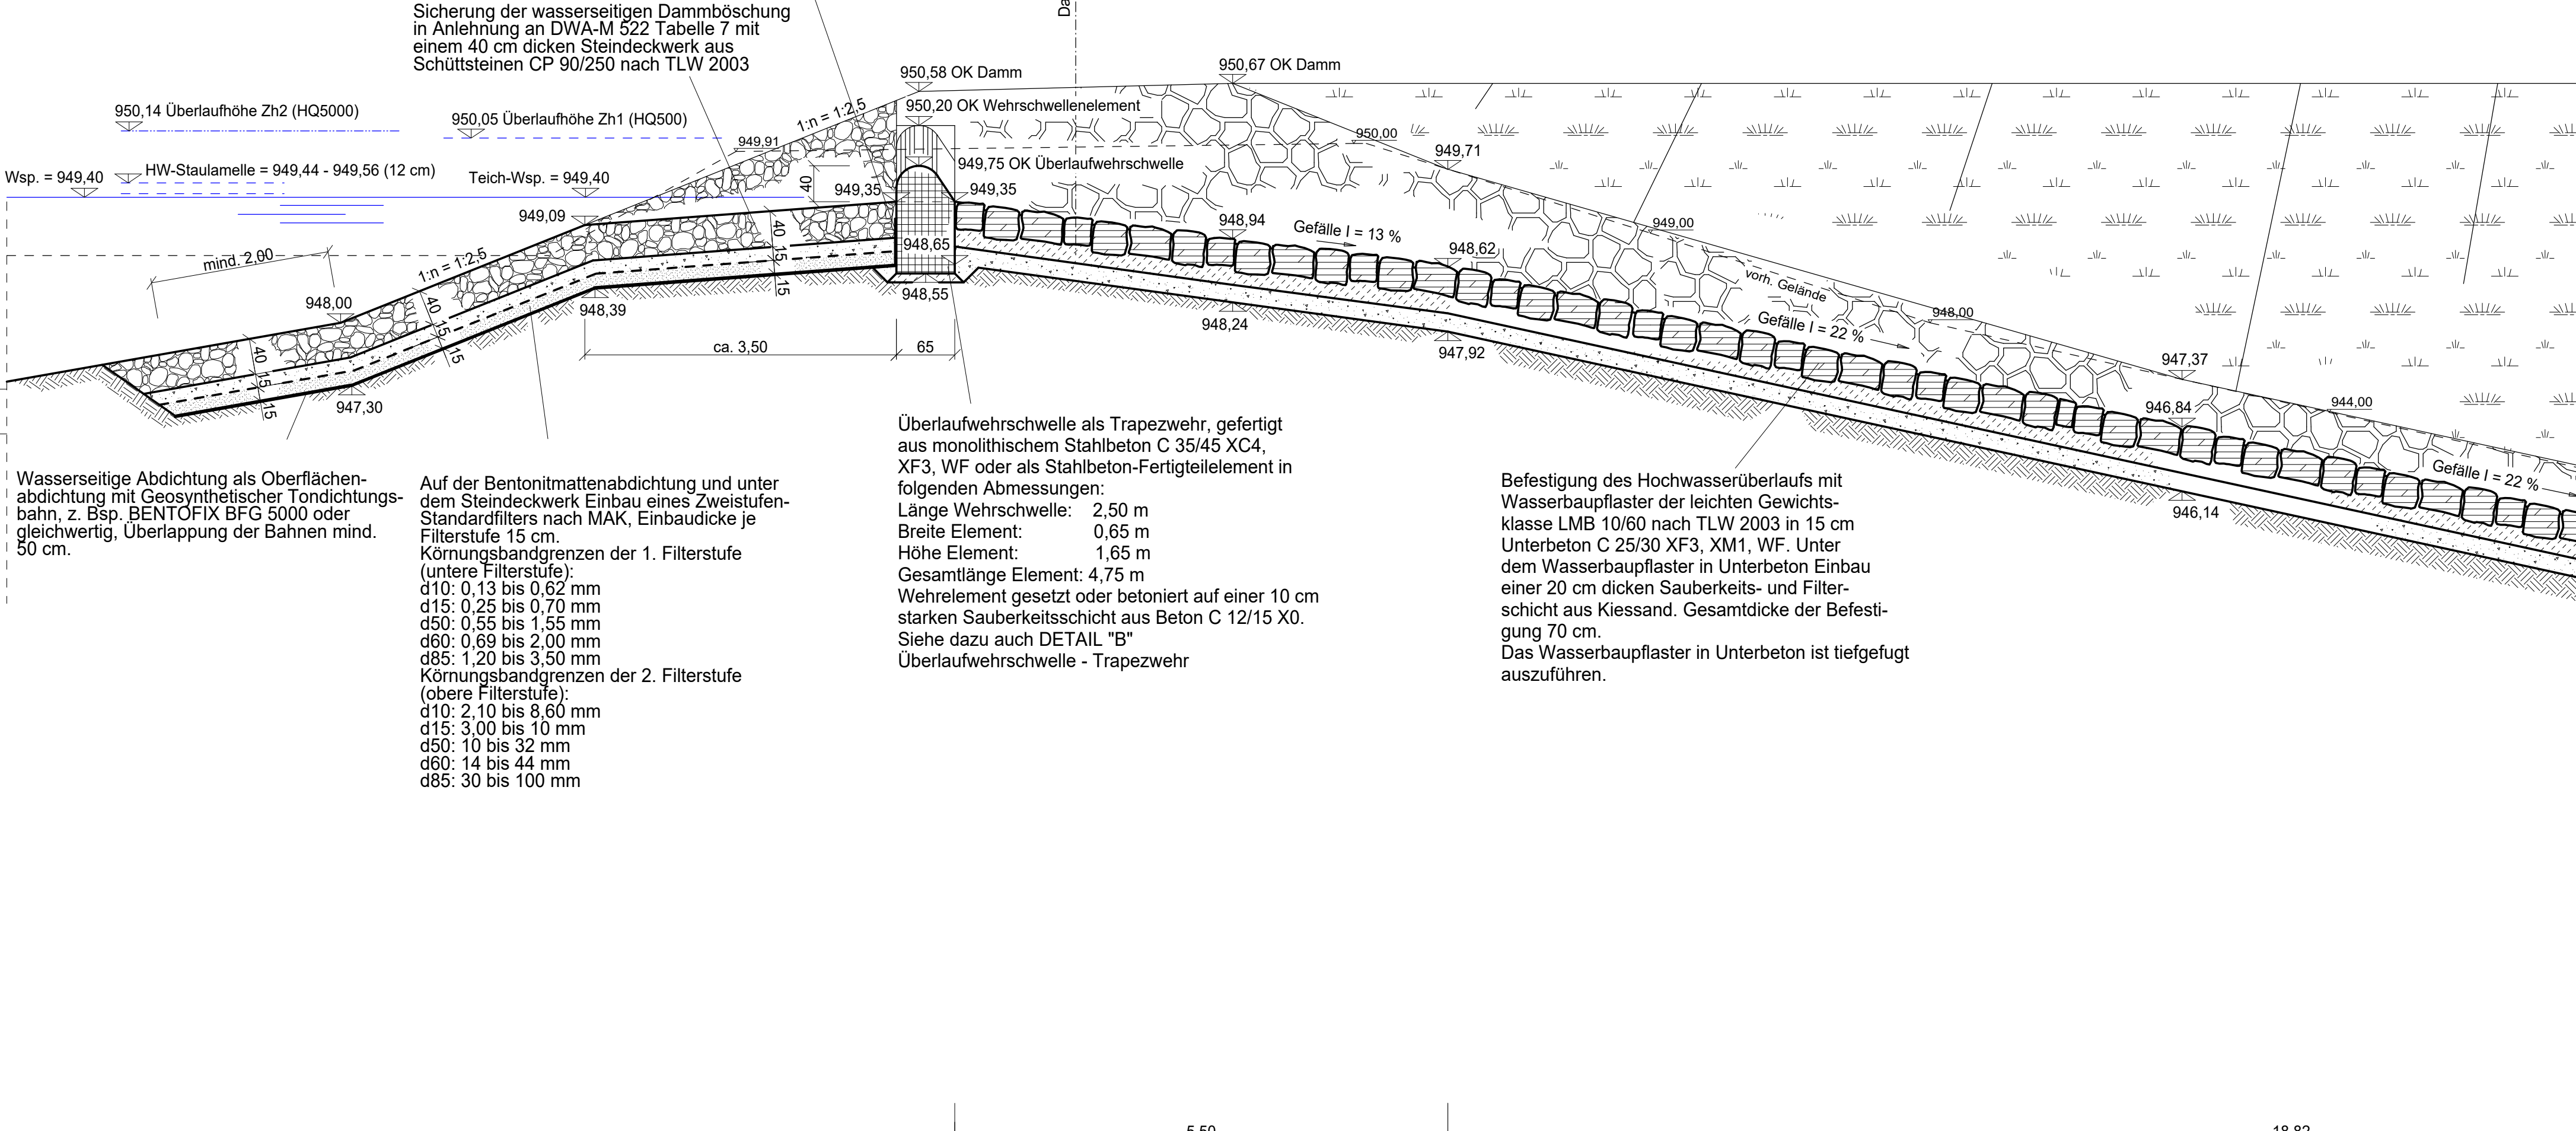 Sicherung der wasserseitigen Dammböschung
in Anlehnung an DWA-M 522 Tabelle 7 mit
einem 40 cm dicken Steindeckwerk aus
Schüttsteinen CP 90/250 nach TLW 2003
Da
950,58 OK Damm
950,67 OK Damm
950,14 Überlaufhöhe Zh2 (HQ5000)
950,05 Überlaufhöhe Zh1 (HQ500)
1:n = 1:2,5
950,20 OK Wehrschwellenelement
949,91
950,00
949,71
Wsp. = 949,40
HW-Staulamelle = 949,44 - 949,56 (12 cm)
Teich-Wsp. = 949,40
949,75 OK Überlaufwehrschwelle
40
949,35
949,35
949,09
948,94
949,00
Gefälle I = 13 %
40
15
15
948,65
948,62
mind. 2,00
1:n = 1:2,5
vorh. Gelände
948,00
40
15
15
948,39
948,55
948,24
948,00
Gefälle I = 22 %
ca. 3,50
65
947,92
947,37
40
15
15
947,30
946,84
944,00
Gefälle I = 22 %
946,14
Wasserseitige Abdichtung als Oberflächen-
abdichtung mit Geosynthetischer Tondichtungs-
bahn, z. Bsp. BENTOFIX BFG 5000 oder
gleichwertig, Überlappung der Bahnen mind.
50 cm.
Auf der Bentonitmattenabdichtung und unter
dem Steindeckwerk Einbau eines Zweistufen-
Standardfilters nach MAK, Einbaudicke je
Filterstufe 15 cm.
Körnungsbandgrenzen der 1. Filterstufe
(untere Filterstufe):
d10: 0,13 bis 0,62 mm
d15: 0,25 bis 0,70 mm
d50: 0,55 bis 1,55 mm
d60: 0,69 bis 2,00 mm
d85: 1,20 bis 3,50 mm
Körnungsbandgrenzen der 2. Filterstufe
(obere Filterstufe):
d10: 2,10 bis 8,60 mm
d15: 3,00 bis 10 mm
d50: 10 bis 32 mm
d60: 14 bis 44 mm
d85: 30 bis 100 mm
Überlaufwehrschwelle als Trapezwehr, gefertigt
aus monolithischem Stahlbeton C 35/45 XC4,
XF3, WF oder als Stahlbeton-Fertigteilelement in
folgenden Abmessungen:
Länge Wehrschwelle: 2,50 m
Breite Element: 0,65 m
Höhe Element: 1,65 m
Gesamtlänge Element: 4,75 m
Wehrelement gesetzt oder betoniert auf einer 10 cm
starken Sauberkeitsschicht aus Beton C 12/15 X0.
Siehe dazu auch DETAIL "B"
Überlaufwehrschwelle - Trapezwehr
Befestigung des Hochwasserüberlaufs mit
Wasserbaupflaster der leichten Gewichts-
klasse LMB 10/60 nach TLW 2003 in 15 cm
Unterbeton C 25/30 XF3, XM1, WF. Unter
dem Wasserbaupflaster in Unterbeton Einbau
einer 20 cm dicken Sauberkeits- und Filter-
schicht aus Kiessand. Gesamtdicke der Befesti-
gung 70 cm.
Das Wasserbaupflaster in Unterbeton ist tiefgefugt
auszuführen.
5,50
18,82